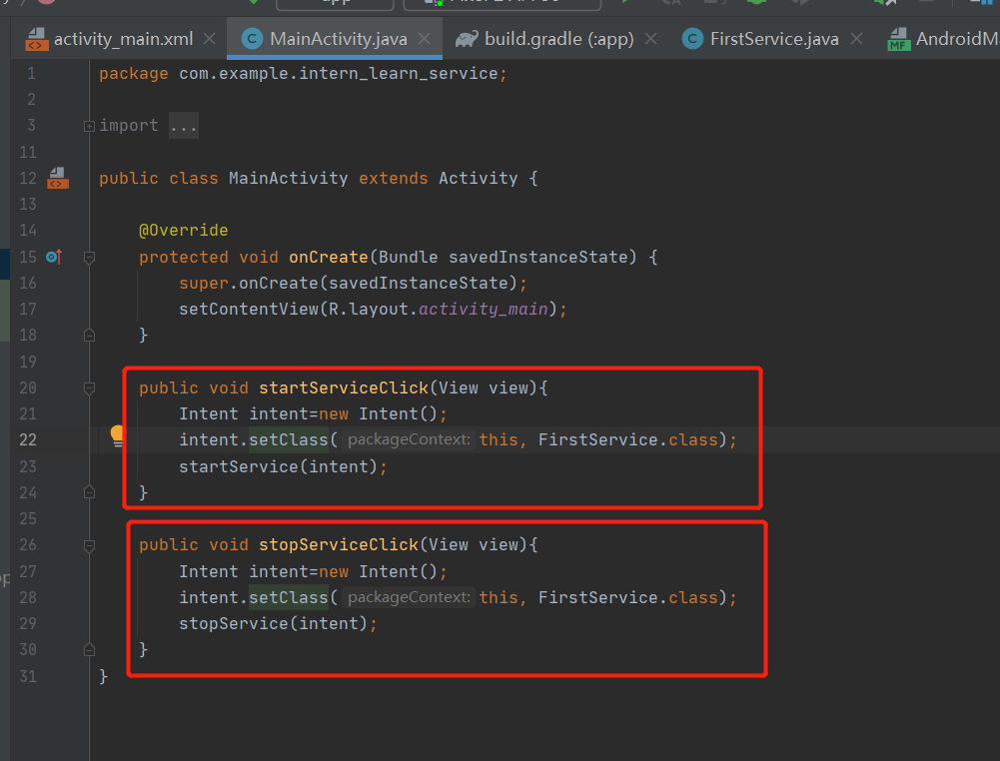 activity_main.xml MainActivity.java build.gradle (:app) FirstService.java AndroidM
1 package com.example.intern_learn_service;
2
3 import ...
11
12 public class MainActivity extends Activity {
13
14 @Override
15 protected void onCreate(Bundle savedInstanceState) {
16 super.onCreate(savedInstanceState);
17 setContentView(R.layout.activity_main);
18 }
19
20 public void startServiceClick(View view){
21 Intent intent=new Intent();
22 intent.setClass( packageContext: this, FirstService.class);
23 startService(intent);
24 }
25
26 public void stopServiceClick(View view){
27 Intent intent=new Intent();
28 intent.setClass( packageContext: this, FirstService.class);
29 stopService(intent);
30 }
31 }